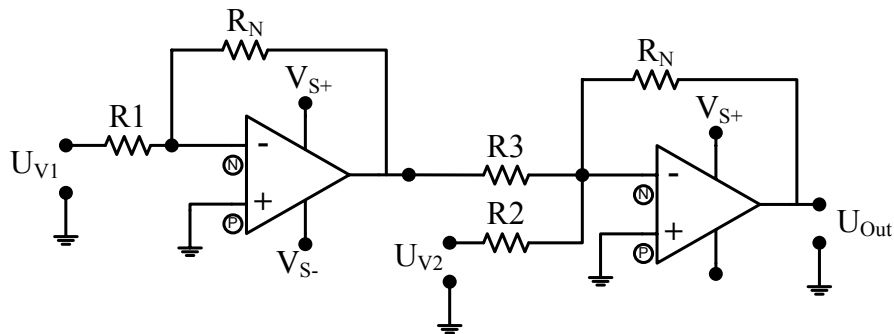 R_N
V_S+
R1
-
N
U_V1
+
P
V_S-
R3
R2
U_V2
R_N
V_S+
-
N
+
P
U_Out